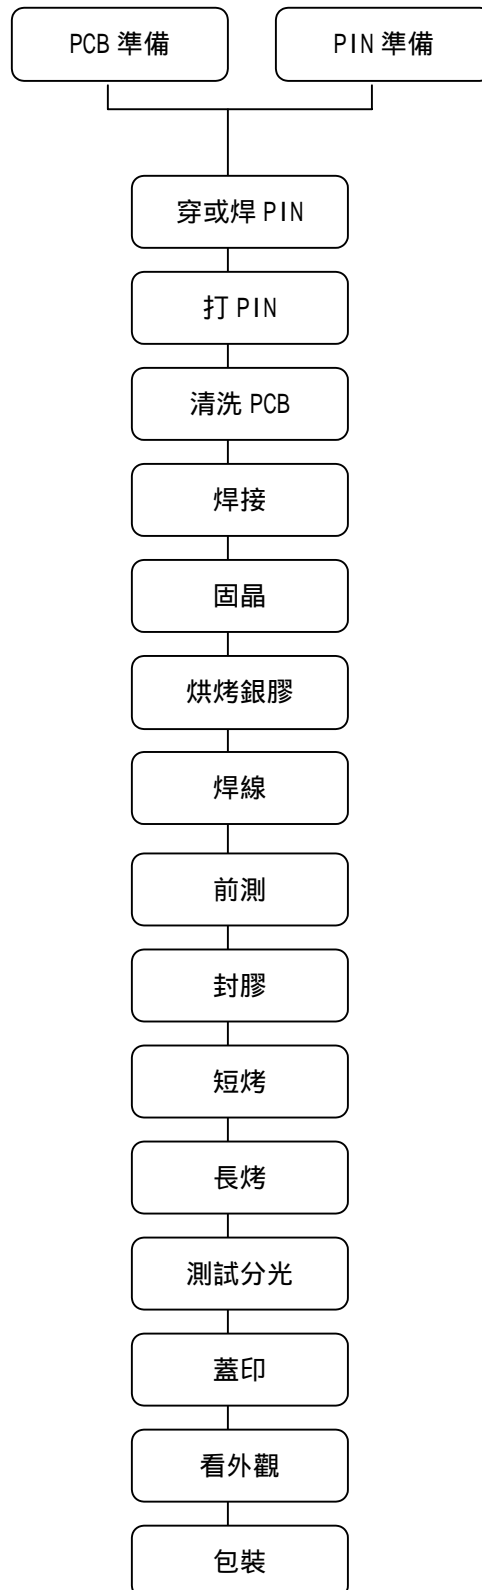 PCB 準備
PIN 準備
穿或焊 PIN
打 PIN
清洗 PCB
焊接
固晶
烘烤銀膠
焊線
前測
封膠
短烤
長烤
測試分光
蓋印
看外觀
包裝